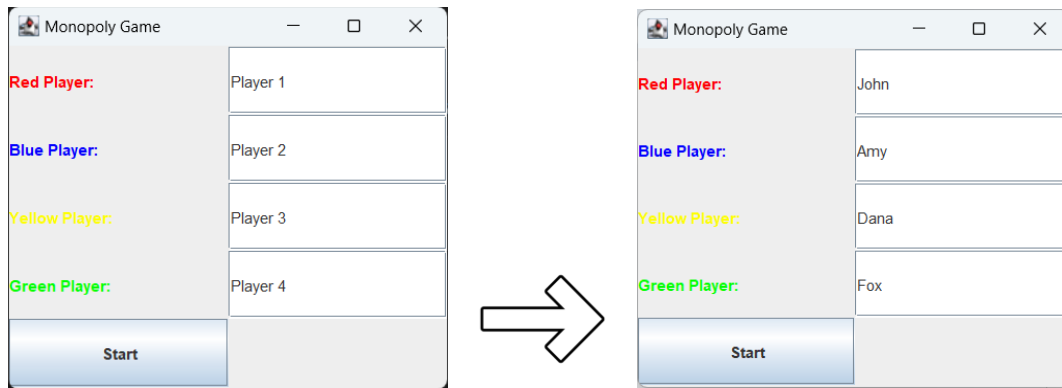 Monopoly Game
Red Player:
Player 1
Blue Player:
Player 2
Yellow Player:
Player 3
Green Player:
Player 4
Start
Monopoly Game
Red Player:
John
Blue Player:
Amy
Yellow Player:
Dana
Green Player:
Fox
Start